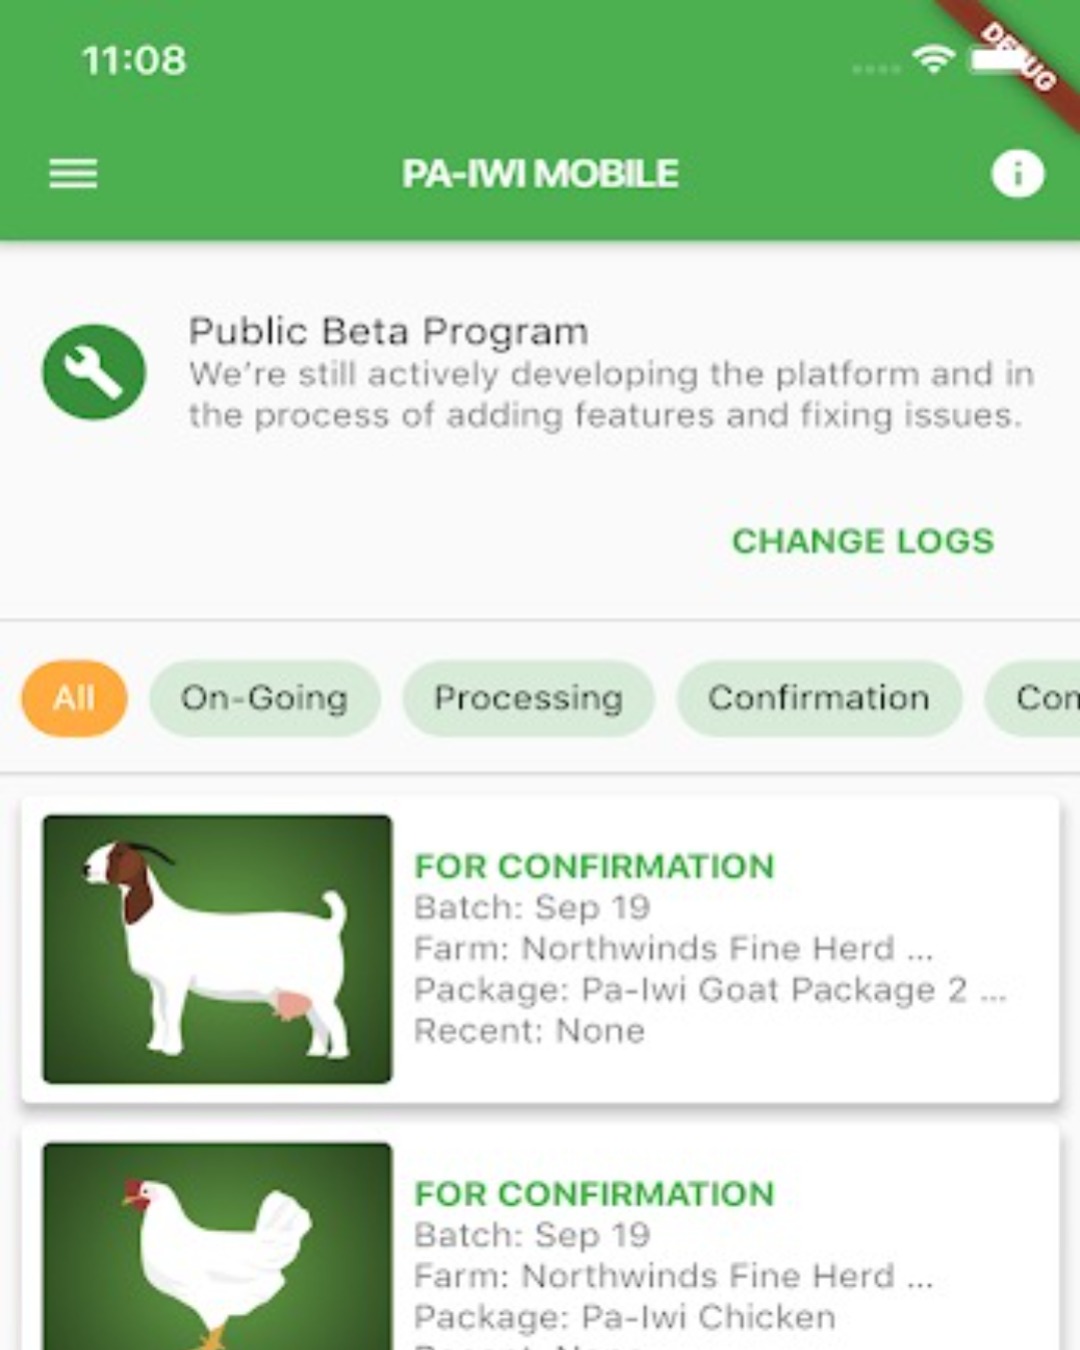 11:08
DEBUG
PA-IWI MOBILE
Public Beta Program
We're still actively developing the platform and in
the process of adding features and fixing issues.
CHANGE LOGS
All
On-Going
Processing
Confirmation
Con
FOR CONFIRMATION
Batch: Sep 19
Farm: Northwinds Fine Herd ...
Package: Pa-Iwi Goat Package 2 ...
Recent: None
FOR CONFIRMATION
Batch: Sep 19
Farm: Northwinds Fine Herd ...
Package: Pa-Iwi Chicken